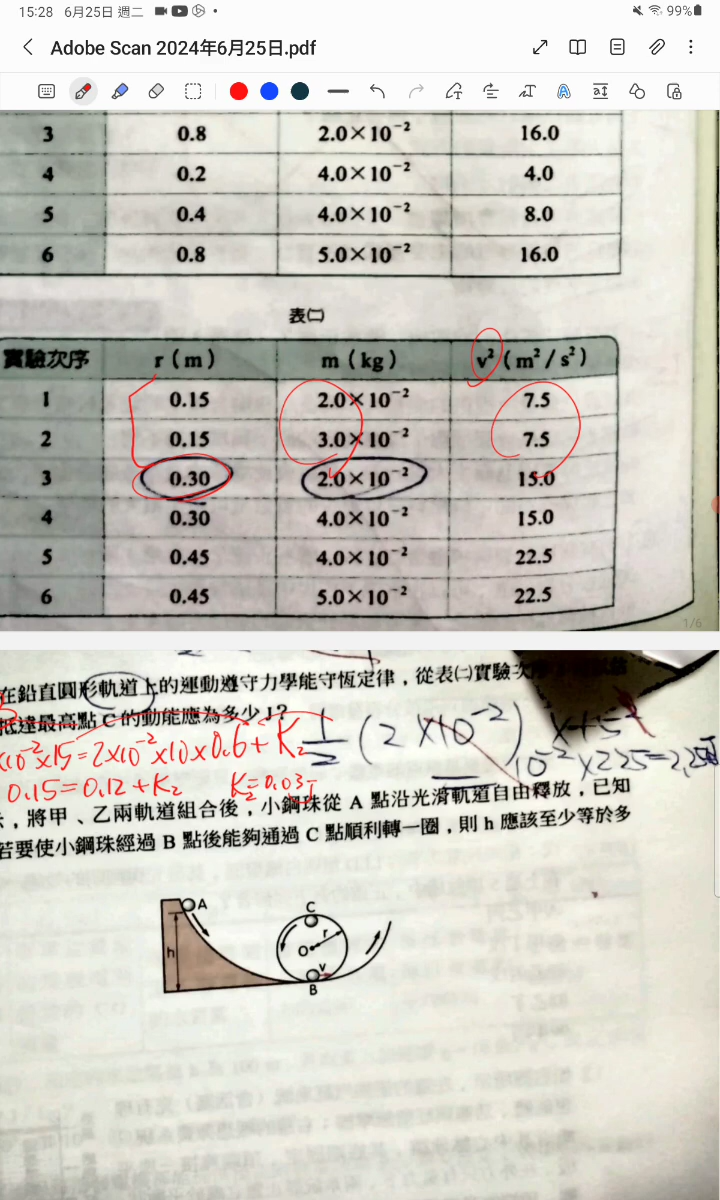 15:28 6月25日 週二 99%
Adobe Scan 2024年6月25日.pdf
3 0.8 2.0×10⁻² 16.0
4 0.2 4.0×10⁻² 4.0
5 0.4 4.0×10⁻² 8.0
6 0.8 5.0×10⁻² 16.0
表㈡
實驗次序 r(m) m(kg) v²(m²/s²)
1 0.15 2.0×10⁻² 7.5
2 0.15 3.0×10⁻² 7.5
3 0.30 2.0×10⁻² 15.0
4 0.30 4.0×10⁻² 15.0
5 0.45 4.0×10⁻² 22.5
6 0.45 5.0×10⁻² 22.5
1/6
在鉛直圓形軌道上的運動遵守力學能守恆定律，從表㈡實驗次
抵達最高點 C 的動能應為多少 J？
10⁻²×15=2×10⁻²×10×0.6+K₂
1/2 (2×10⁻²)
10⁻²×225=2.25J
0.15=0.12+K₂ K₂=0.03J
，將甲、乙兩軌道組合後，小鋼珠從 A 點沿光滑軌道自由釋放，已知
若要使小鋼珠經過 B 點後能夠通過 C 點順利轉一圈，則 h 應該至少等於多
A
C
r
h
O
v
B